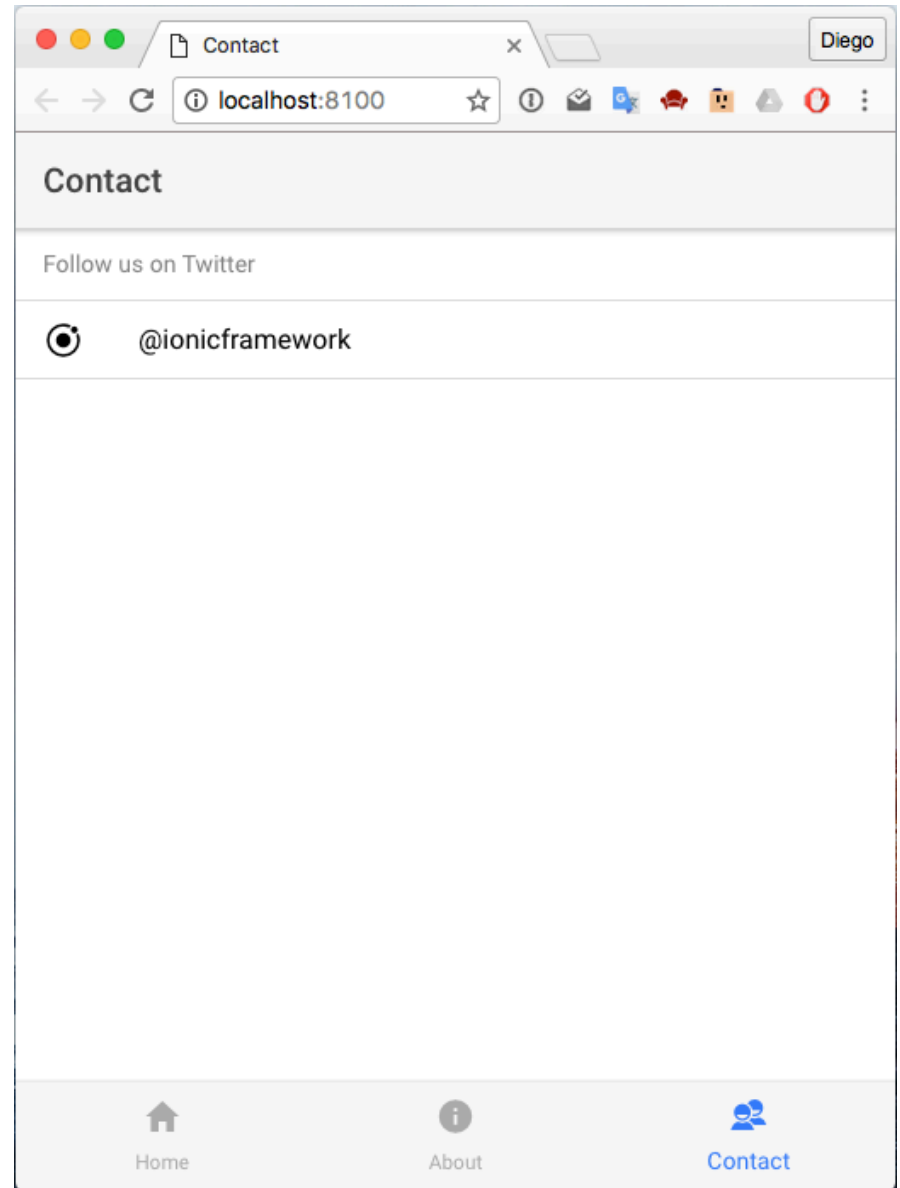 Contact
Diego
localhost:8100
Contact
Follow us on Twitter
@ionicframework
Home About Contact